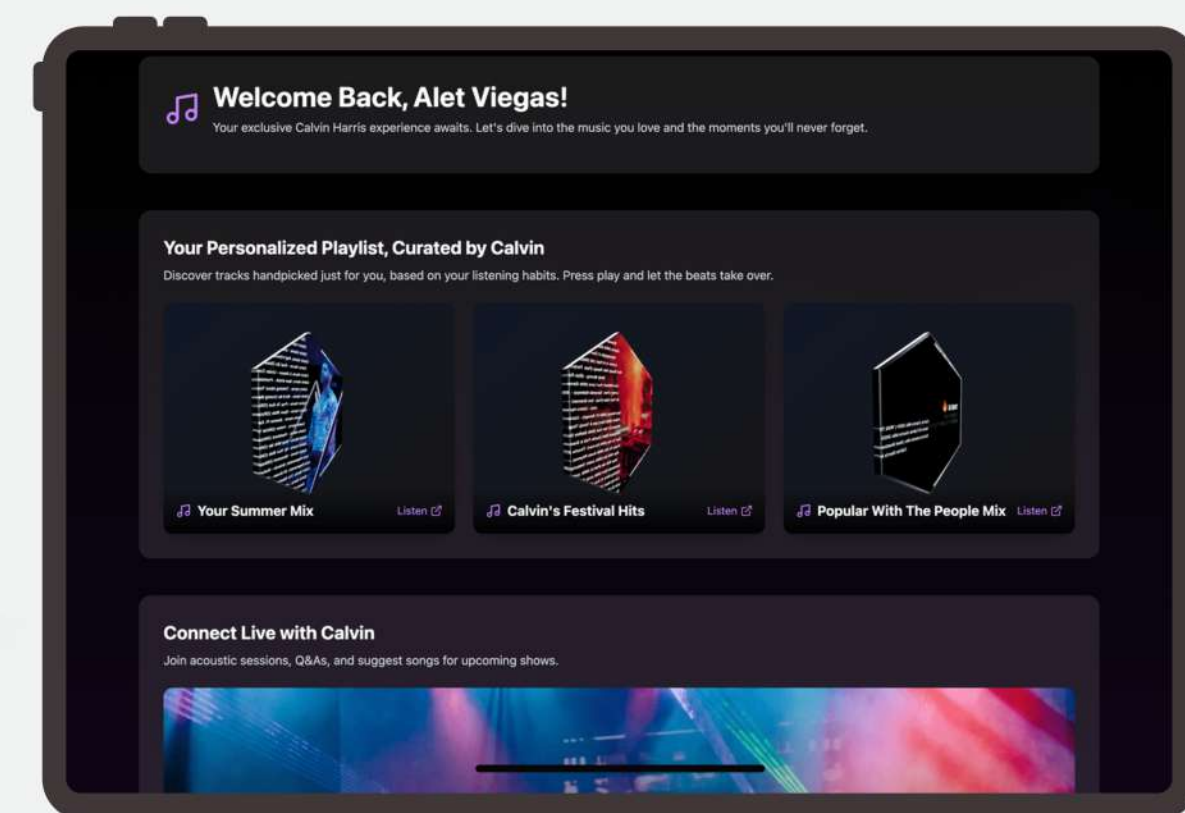 Welcome Back, Alet Viegas!
Your exclusive Calvin Harris experience awaits. Let's dive into the music you love and the moments you'll never forget.
Your Personalized Playlist, Curated by Calvin
Discover tracks handpicked just for you, based on your listening habits. Press play and let the beats take over.
Your Summer Mix Listen
Calvin's Festival Hits Listen
Popular With The People Mix Listen
Connect Live with Calvin
Join acoustic sessions, Q&As, and suggest songs for upcoming shows.